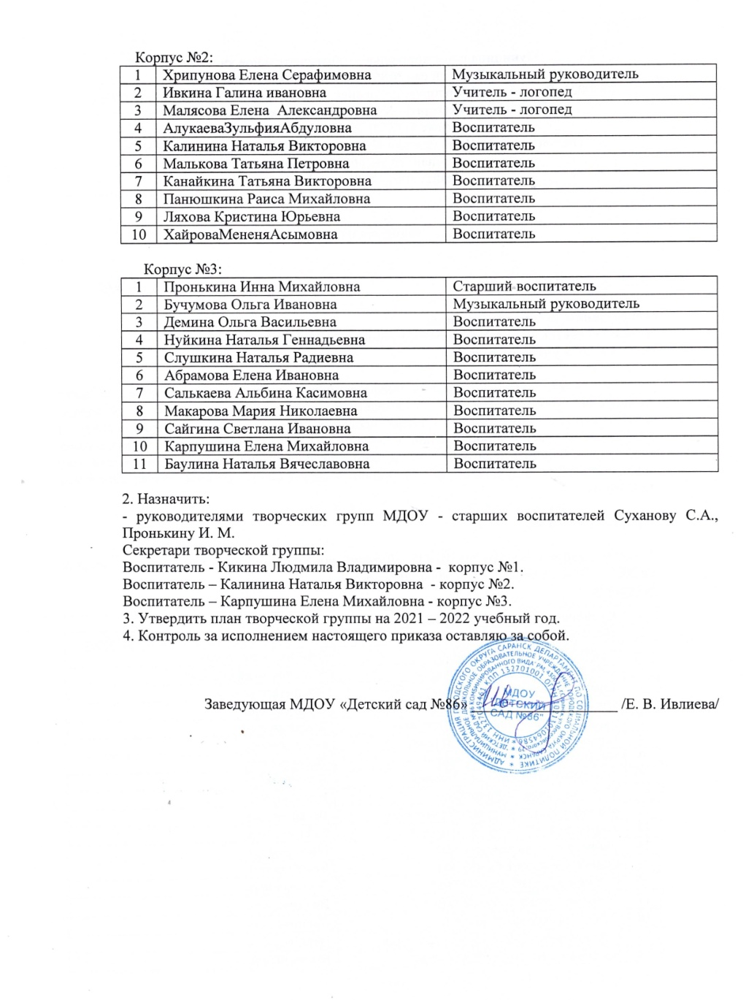 Корпус №2:
1 Хрипунова Елена Серафимовна Музыкальный руководитель
2 Ивкина Галина ивановна Учитель - логопед
3 Малясова Елена Александровна Учитель - логопед
4 АлукаеваЗульфияАбдуловна Воспитатель
5 Калинина Наталья Викторовна Воспитатель
6 Малькова Татьяна Петровна Воспитатель
7 Канайкина Татьяна Викторовна Воспитатель
8 Панюшкина Раиса Михайловна Воспитатель
9 Ляхова Кристина Юрьевна Воспитатель
10 ХайроваМененяАсымовна Воспитатель
Корпус №3:
1 Пронькина Инна Михайловна Старший воспитатель
2 Бучумова Ольга Ивановна Музыкальный руководитель
3 Демина Ольга Васильевна Воспитатель
4 Нуйкина Наталья Геннадьевна Воспитатель
5 Слушкина Наталья Радиевна Воспитатель
6 Абрамова Елена Ивановна Воспитатель
7 Салькаева Альбина Касимовна Воспитатель
8 Макарова Мария Николаевна Воспитатель
9 Сайгина Светлана Ивановна Воспитатель
10 Карпушина Елена Михайловна Воспитатель
11 Баулина Наталья Вячеславовна Воспитатель
2. Назначить:
- руководителями творческих групп МДОУ - старших воспитателей Суханову С.А.,
Пронькину И. М.
Секретари творческой группы:
Воспитатель - Кикина Людмила Владимировна - корпус №1.
Воспитатель – Калинина Наталья Викторовна - корпус №2.
Воспитатель – Карпушина Елена Михайловна - корпус №3.
3. Утвердить план творческой группы на 2021 – 2022 учебный год.
4. Контроль за исполнением настоящего приказа оставляю за собой.
Заведующая МДОУ «Детский сад №86» /Е. В. Ивлиева/
АДМИНИСТРАЦИЯ ГОРОДСКОГО ОКРУГА САРАНСК ДЕПАРТАМЕНТ ПО СОЦИАЛЬНОЙ ПОЛИТИКЕ
МДОУ
"ДЕТСКИЙ
САД №86"